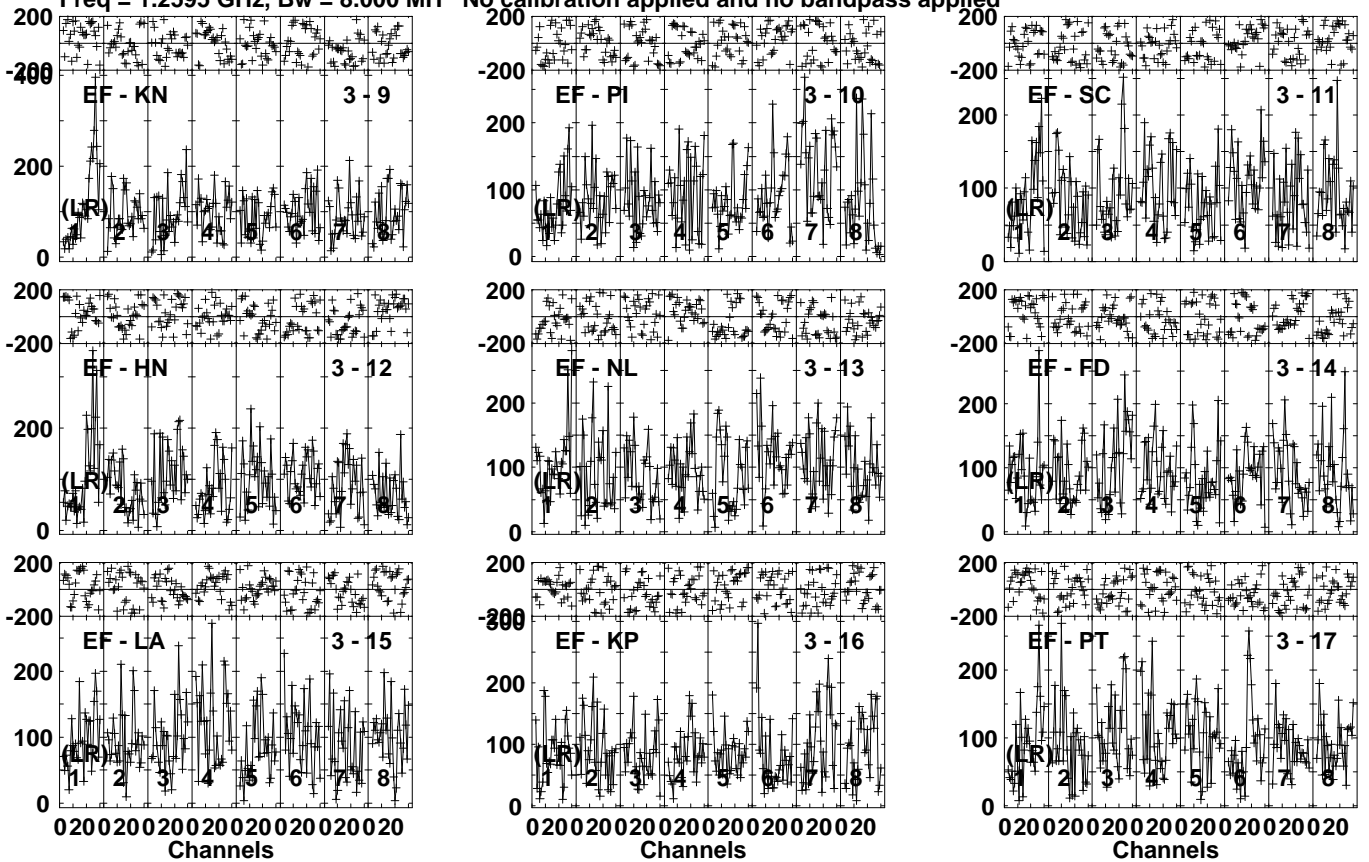 Freq = 1.2595 GHz, Bw = 8.000 MH No calibration applied and no bandpass applied
200 200 200
-200 -200 -200
400
EF - KN 3 - 9 EF - PI 3 - 10 EF - SC 3 - 11
200 200 200
100 100
(LR) (LR) (LR)
1 2 3 4 5 6 7 8 1 2 3 4 5 6 7 8 1 2 3 4 5 6 7 8
0 0 0
200 200 200
-200 -200 -200
EF - HN 3 - 12 EF - NL 3 - 13 EF - FD 3 - 14
200 200 200
100 100
(LR) (LR) (LR)
1 2 3 4 5 6 7 8 1 2 3 4 5 6 7 8 1 2 3 4 5 6 7 8
0 0 0
200 200 200
-200 -200 -200
300
EF - LA 3 - 15 EF - KP 3 - 16 EF - PT 3 - 17
200 200 200
100 100 100
(LR) (LR) (LR)
1 2 3 4 5 6 7 8 1 2 3 4 5 6 7 8 1 2 3 4 5 6 7 8
0 0 0
0 20 0 20 0 20 0 20 0 20 0 20 0 20 0 20 0 20 0 20 0 20 0 20 0 20 0 20 0 20 0 20 0 20 0 20 0 20 0 20 0 20 0 20 0 20 0 20
Channels Channels Channels